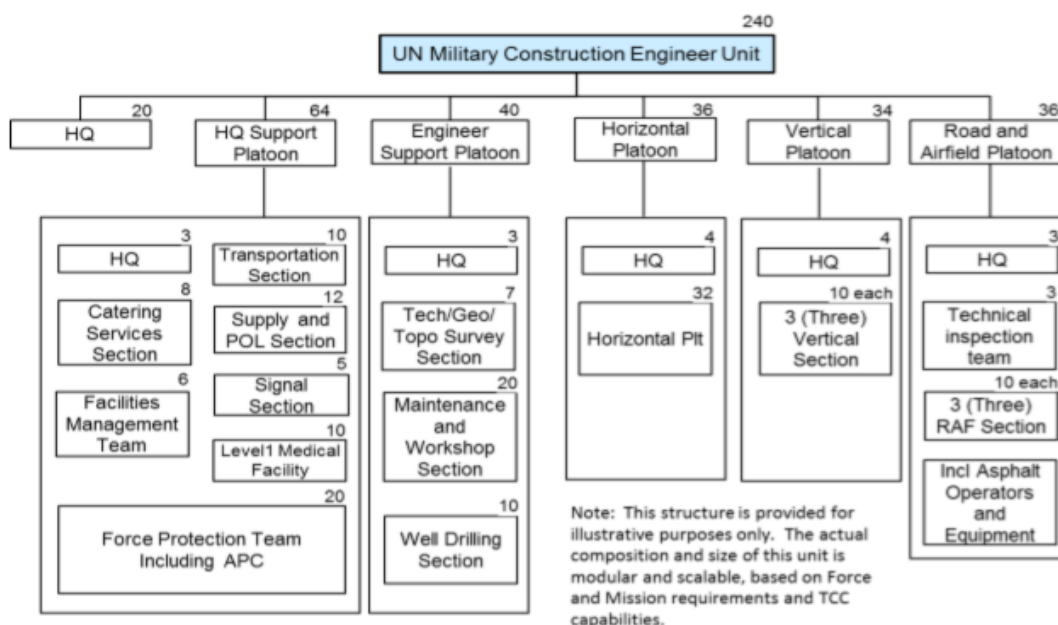 240
UN Military Construction Engineer Unit
20
HQ
64
HQ Support
Platoon
40
Engineer
Support Platoon
36
Horizontal
Platoon
34
Vertical
Platoon
36
Road and
Airfield Platoon
3
HQ
8
Catering
Services
Section
6
Facilities
Management
Team
10
Transportation
Section
12
Supply and
POL Section
5
Signal
Section
10
Level1 Medical
Facility
20
Force Protection Team
Including APC
3
HQ
7
Tech/Geo/
Topo Survey
Section
20
Maintenance
and
Workshop
Section
10
Well Drilling
Section
4
HQ
32
Horizontal Plt
4
HQ
10 each
3 (Three)
Vertical
Section
3
HQ
3
Technical
inspection
team
10 each
3 (Three)
RAF Section
Incl Asphalt
Operators
and
Equipment
Note: This structure is provided for
illustrative purposes only. The actual
composition and size of this unit is
modular and scalable, based on Force
and Mission requirements and TCC
capabilities.